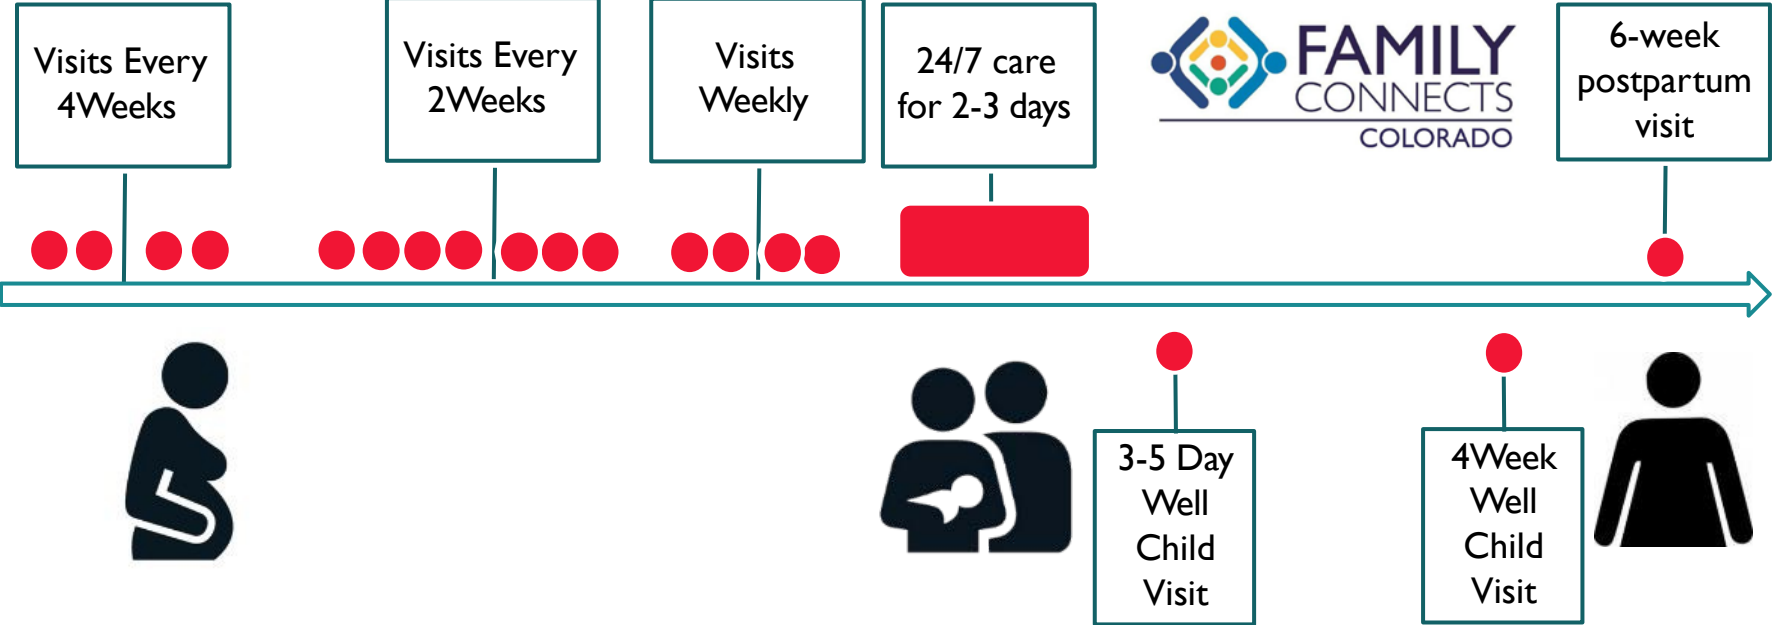 Visits Every
4Weeks
Visits Every
2Weeks
Visits
Weekly
24/7 care
for 2-3 days
FAMILY
CONNECTS
COLORADO
6-week
postpartum
visit
3-5 Day
Well
Child
Visit
4Week
Well
Child
Visit